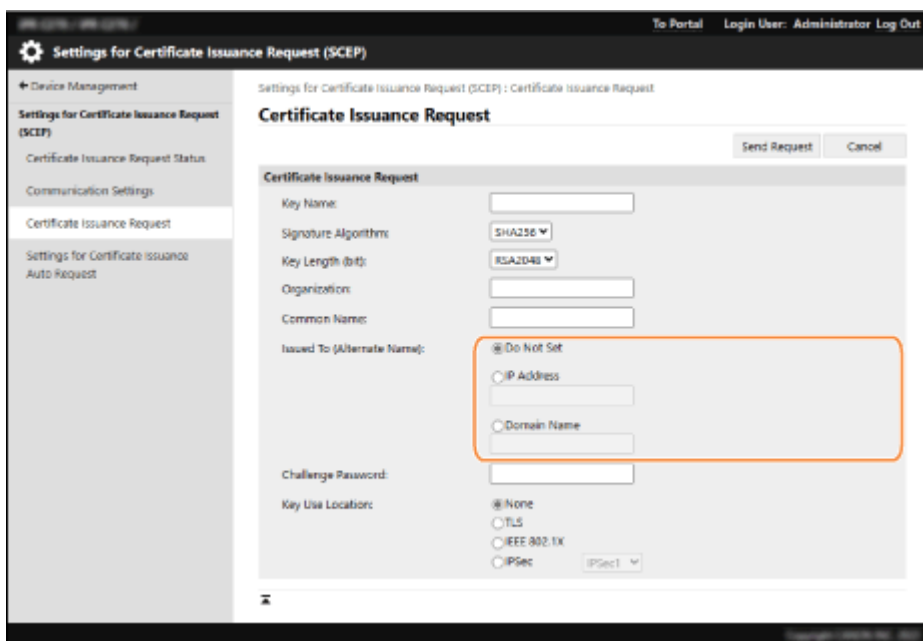 To Portal Login User: Administrator Log Out
Settings for Certificate Issuance Request (SCEP)
Device Management
Settings for Certificate Issuance Request (SCEP) : Certificate Issuance Request
Settings for Certificate Issuance Request
(SCEP)
Certificate Issuance Request
Send Request Cancel
Certificate Issuance Request Status
Communication Settings
Certificate Issuance Request
Settings for Certificate Issuance
Auto Request
Certificate Issuance Request
Key Name:
Signature Algorithm: SHA256
Key Length (bit): RSA2048
Organization:
Common Name:
Issued To (Alternate Name): Do Not Set
IP Address
Domain Name
Challenge Password:
Key Use Location: None
TLS
IEEE 802.1X
IPSec IPSec1